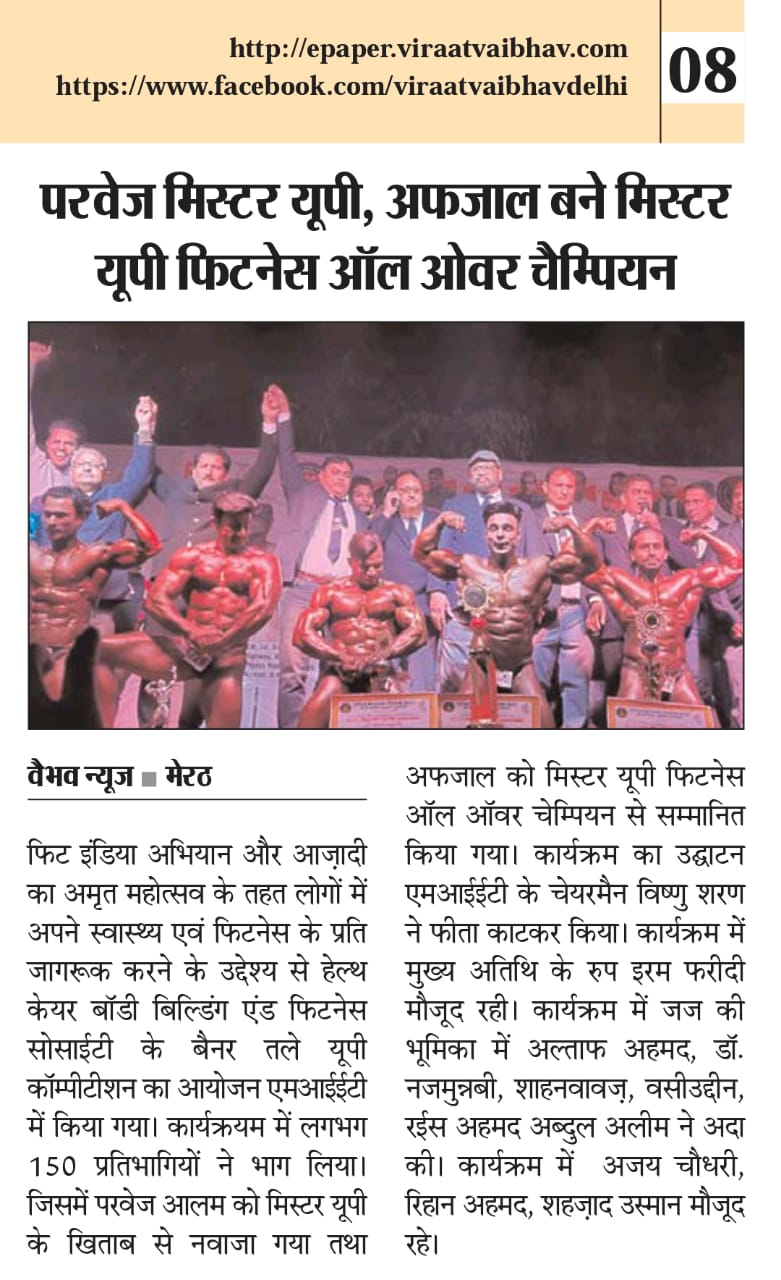 http://epaper.viraatvaibhav.com
https://www.facebook.com/viraatvaibhavdelhi
08
परवेज मिस्टर यूपी, अफजाल बने मिस्टर
यूपी फिटनेस ऑल ओवर चैम्पियन
वैभव न्यूज ■ मेरठ
फिट इंडिया अभियान और आज़ादी
का अमृत महोत्सव के तहत लोगों में
अपने स्वास्थ्य एवं फिटनेस के प्रति
जागरूक करने के उद्देश्य से हेल्थ
केयर बॉडी बिल्डिंग एंड फिटनेस
सोसाईटी के बैनर तले यूपी
कॉम्पीटीशन का आयोजन एमआईईटी
में किया गया। कार्यक्रयम में लगभग
150 प्रतिभागियों ने भाग लिया।
जिसमें परवेज आलम को मिस्टर यूपी
के खिताब से नवाजा गया तथा
अफजाल को मिस्टर यूपी फिटनेस
ऑल ऑवर चेम्पियन से सम्मानित
किया गया। कार्यक्रम का उद्घाटन
एमआईईटी के चेयरमैन विष्णु शरण
ने फीता काटकर किया। कार्यक्रम में
मुख्य अतिथि के रुप इरम फरीदी
मौजूद रही। कार्यक्रम में जज की
भूमिका में अल्ताफ अहमद, डॉ.
नजमुन्नबी, शाहनवावज़, वसीउद्दीन,
रईस अहमद अब्दुल अलीम ने अदा
की। कार्यक्रम में अजय चौधरी,
रिहान अहमद, शहज़ाद उस्मान मौजूद
रहे।